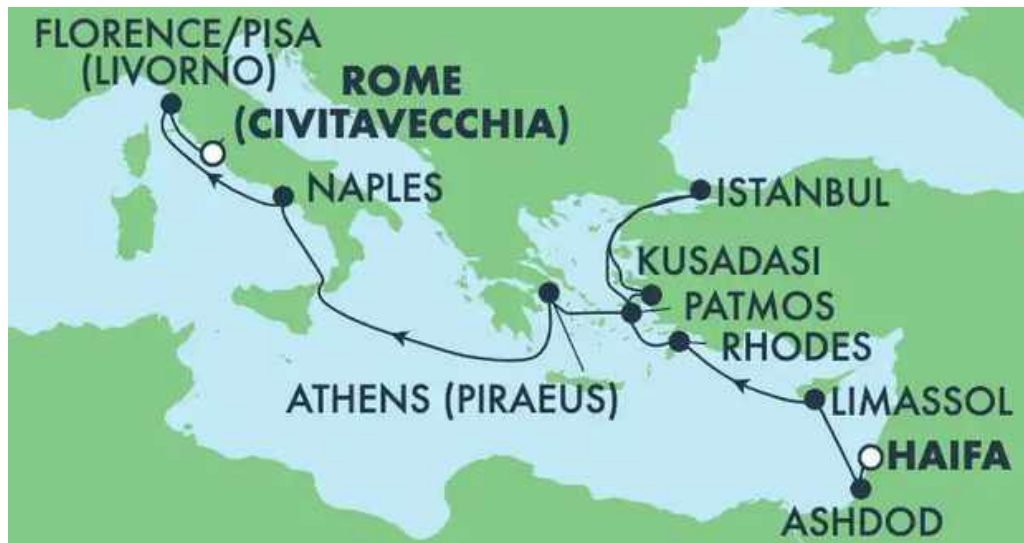 FLORENCE/PISA
(LIVORNO)
ROME
(CIVITAVECCHIA)
NAPLES
ISTANBUL
KUSADASI
PATMOS
RHODES
ATHENS (PIRAEUS)
LIMASSOL
HAIFA
ASHDOD